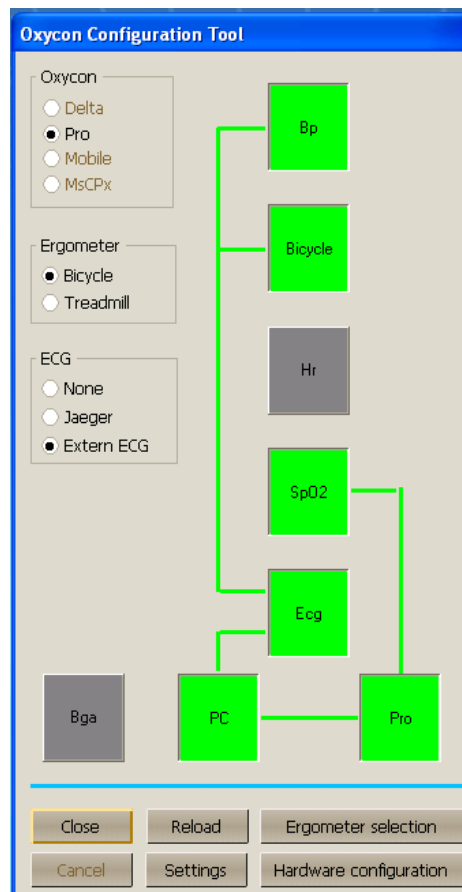 Oxycon Configuration Tool
Oxycon
Delta
Pro
Mobile
MsCPx
Ergometer
Bicycle
Treadmill
ECG
None
Jaeger
Extern ECG
Bp
Bicycle
Hr
SpO2
Ecg
Bga
PC
Pro
Close
Reload
Ergometer selection
Cancel
Settings
Hardware configuration